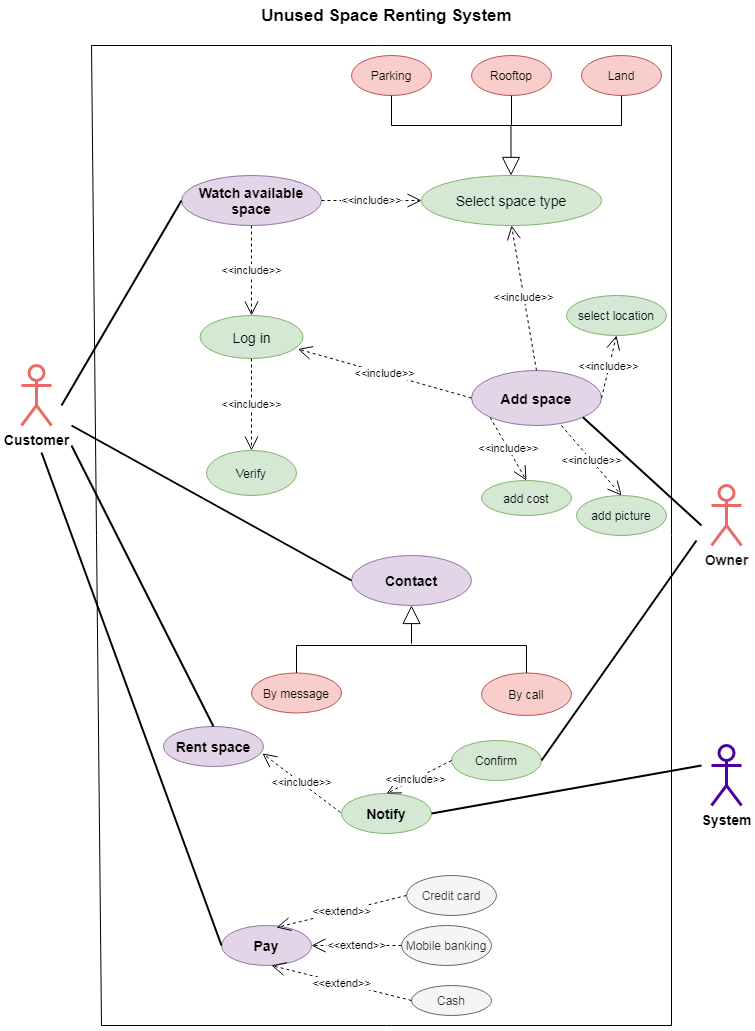 Unused Space Renting System
Parking
Rooftop
Land
Watch available
space
<<include>>
Select space type
<<include>>
<<include>>
select location
Log in
<<include>>
<<include>>
Add space
<<include>>
Customer
<<include>>
<<include>>
Verify
add cost
add picture
Owner
Contact
By message
By call
Rent space
Confirm
<<include>>
<<include>>
Notify
System
Credit card
<<extend>>
Pay
<<extend>>
Mobile banking
<<extend>>
Cash